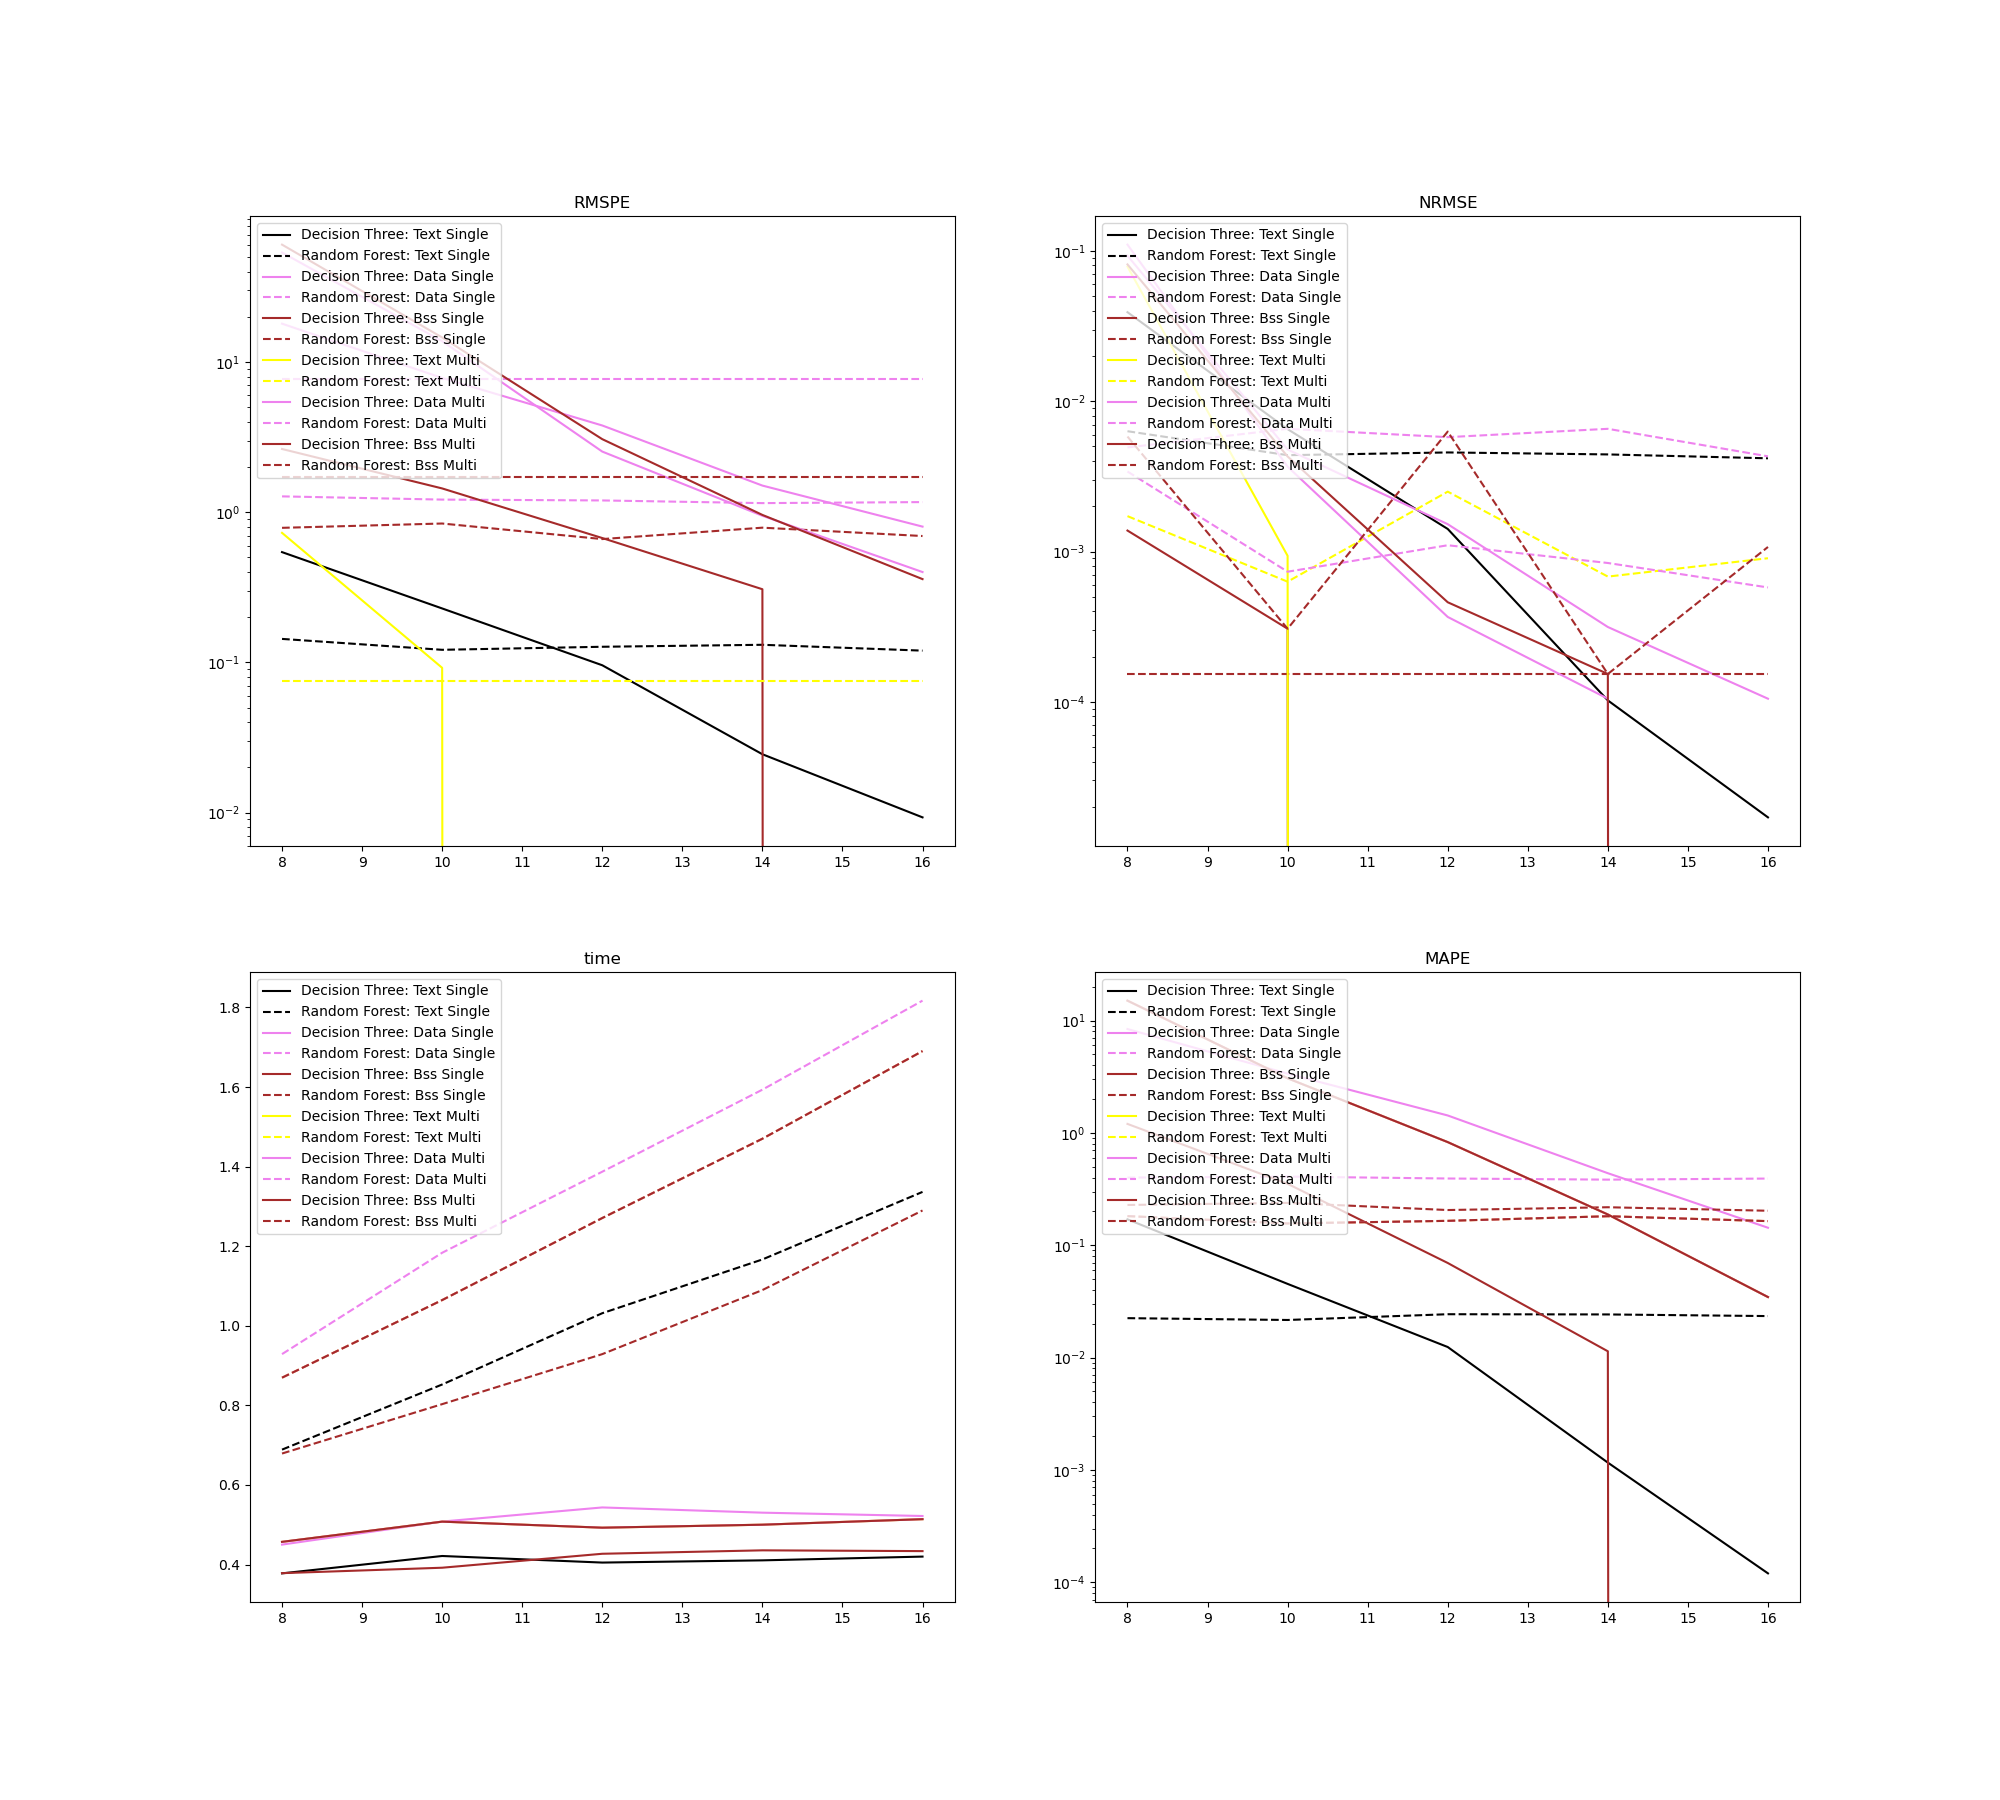 RMSPE
10^1
10^0
10^-1
10^-2
Decision Three: Text Single
Random Forest: Text Single
Decision Three: Data Single
Random Forest: Data Single
Decision Three: Bss Single
Random Forest: Bss Single
Decision Three: Text Multi
Random Forest: Text Multi
Decision Three: Data Multi
Random Forest: Data Multi
Decision Three: Bss Multi
Random Forest: Bss Multi
8 9 10 11 12 13 14 15 16
NRMSE
10^-1
10^-2
10^-3
10^-4
Decision Three: Text Single
Random Forest: Text Single
Decision Three: Data Single
Random Forest: Data Single
Decision Three: Bss Single
Random Forest: Bss Single
Decision Three: Text Multi
Random Forest: Text Multi
Decision Three: Data Multi
Random Forest: Data Multi
Decision Three: Bss Multi
Random Forest: Bss Multi
8 9 10 11 12 13 14 15 16
time
1.8
1.6
1.4
1.2
1.0
0.8
0.6
0.4
Decision Three: Text Single
Random Forest: Text Single
Decision Three: Data Single
Random Forest: Data Single
Decision Three: Bss Single
Random Forest: Bss Single
Decision Three: Text Multi
Random Forest: Text Multi
Decision Three: Data Multi
Random Forest: Data Multi
Decision Three: Bss Multi
Random Forest: Bss Multi
8 9 10 11 12 13 14 15 16
MAPE
10^1
10^0
10^-1
10^-2
10^-3
10^-4
Decision Three: Text Single
Random Forest: Text Single
Decision Three: Data Single
Random Forest: Data Single
Decision Three: Bss Single
Random Forest: Bss Single
Decision Three: Text Multi
Random Forest: Text Multi
Decision Three: Data Multi
Random Forest: Data Multi
Decision Three: Bss Multi
Random Forest: Bss Multi
8 9 10 11 12 13 14 15 16